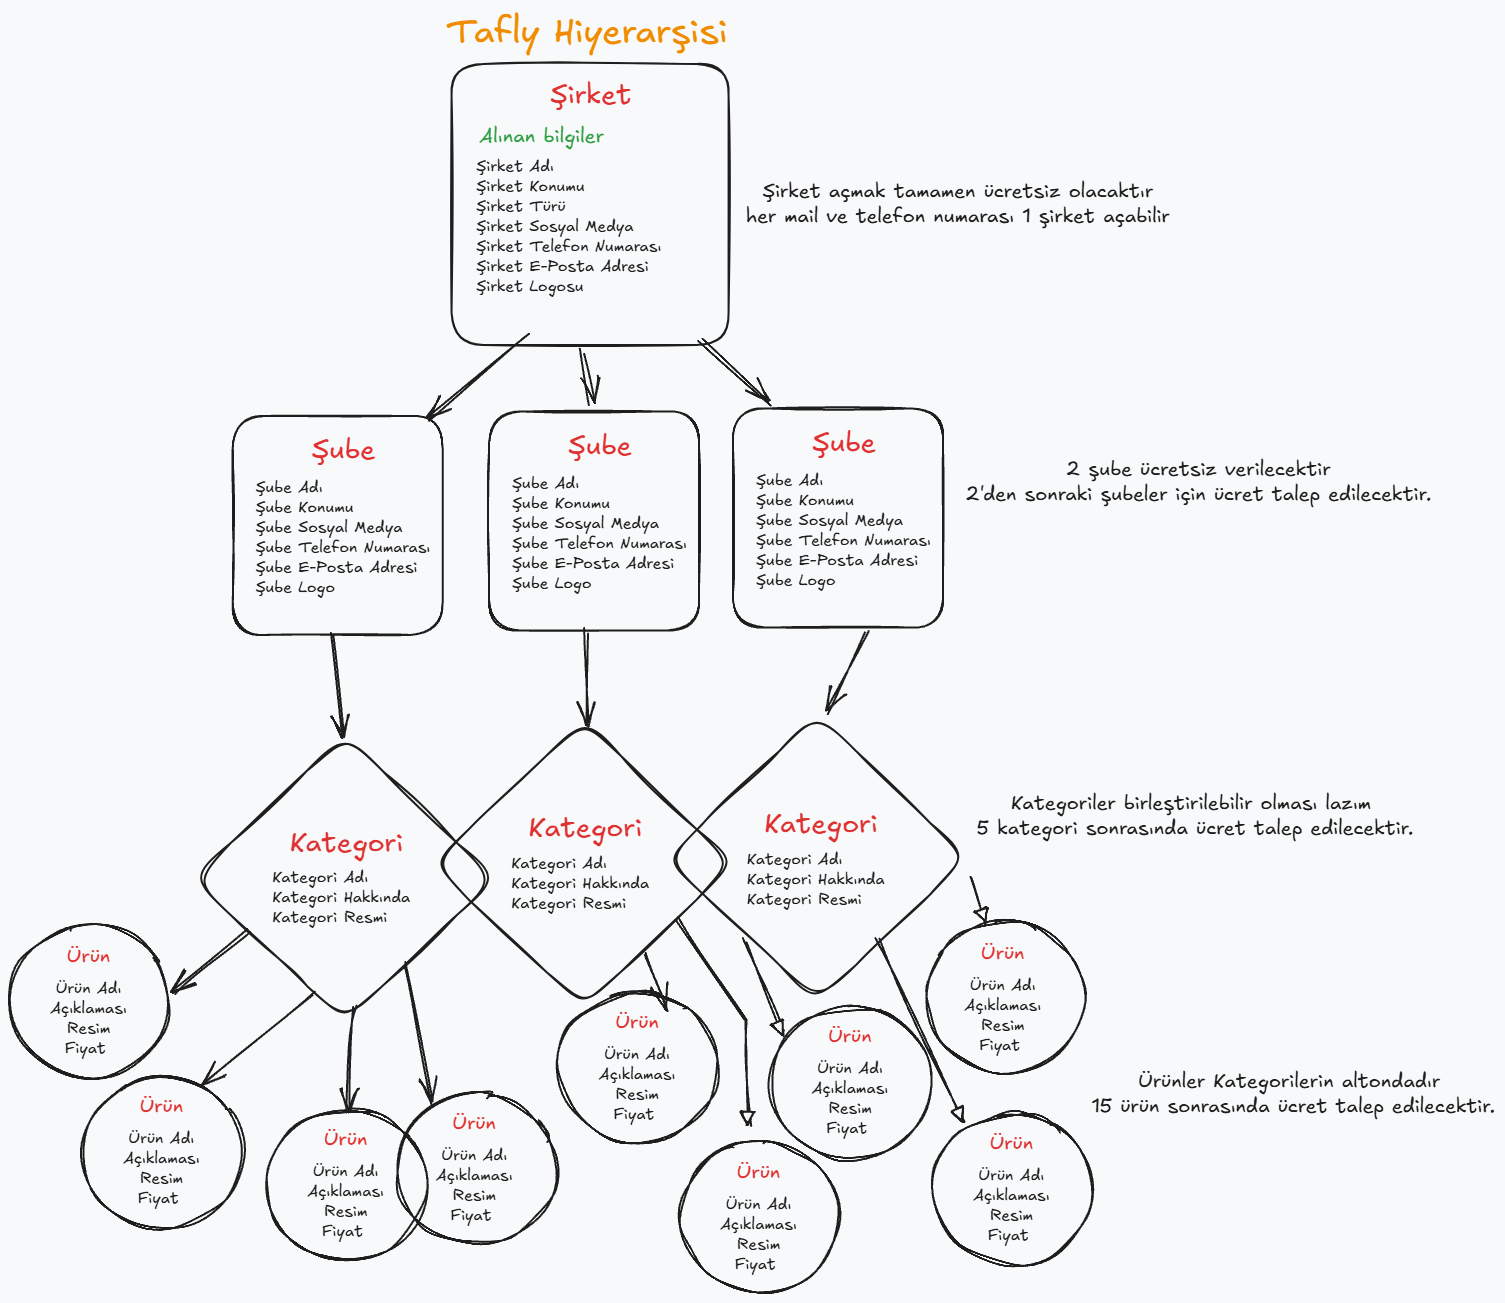 Tafly Hiyerarşisi
Şirket
Alınan bilgiler
Şirket Adı
Şirket Konumu
Şirket Türü
Şirket Sosyal Medya
Şirket Telefon Numarası
Şirket E-Posta Adresi
Şirket Logosu
Şirket açmak tamamen ücretsiz olacaktır
her mail ve telefon numarası 1 şirket açabilir
Şube
Şube Adı
Şube Konumu
Şube Sosyal Medya
Şube Telefon Numarası
Şube E-Posta Adresi
Şube Logo
Şube
Şube Adı
Şube Konumu
Şube Sosyal Medya
Şube Telefon Numarası
Şube E-Posta Adresi
Şube Logo
Şube
Şube Adı
Şube Konumu
Şube Sosyal Medya
Şube Telefon Numarası
Şube E-Posta Adresi
Şube Logo
2 şube ücretsiz verilecektir
2'den sonraki şubeler için ücret talep edilecektir.
Kategori
Kategori Adı
Kategori Hakkında
Kategori Resmi
Kategori
Kategori Adı
Kategori Hakkında
Kategori Resmi
Kategori
Kategori Adı
Kategori Hakkında
Kategori Resmi
Kategoriler birleştirilebilir olması lazım
5 kategori sonrasında ücret talep edilecektir.
Ürün
Ürün Adı
Açıklaması
Resim
Fiyat
Ürün
Ürün Adı
Açıklaması
Resim
Fiyat
Ürün
Ürün Adı
Açıklaması
Resim
Fiyat
Ürün
Ürün Adı
Açıklaması
Resim
Fiyat
Ürün
Ürün Adı
Açıklaması
Resim
Fiyat
Ürün
Ürün Adı
Açıklaması
Resim
Fiyat
Ürün
Ürün Adı
Açıklaması
Resim
Fiyat
Ürün
Ürün Adı
Açıklaması
Resim
Fiyat
Ürün
Ürün Adı
Açıklaması
Resim
Fiyat
Ürünler Kategorilerin altondadır
15 ürün sonrasında ücret talep edilecektir.